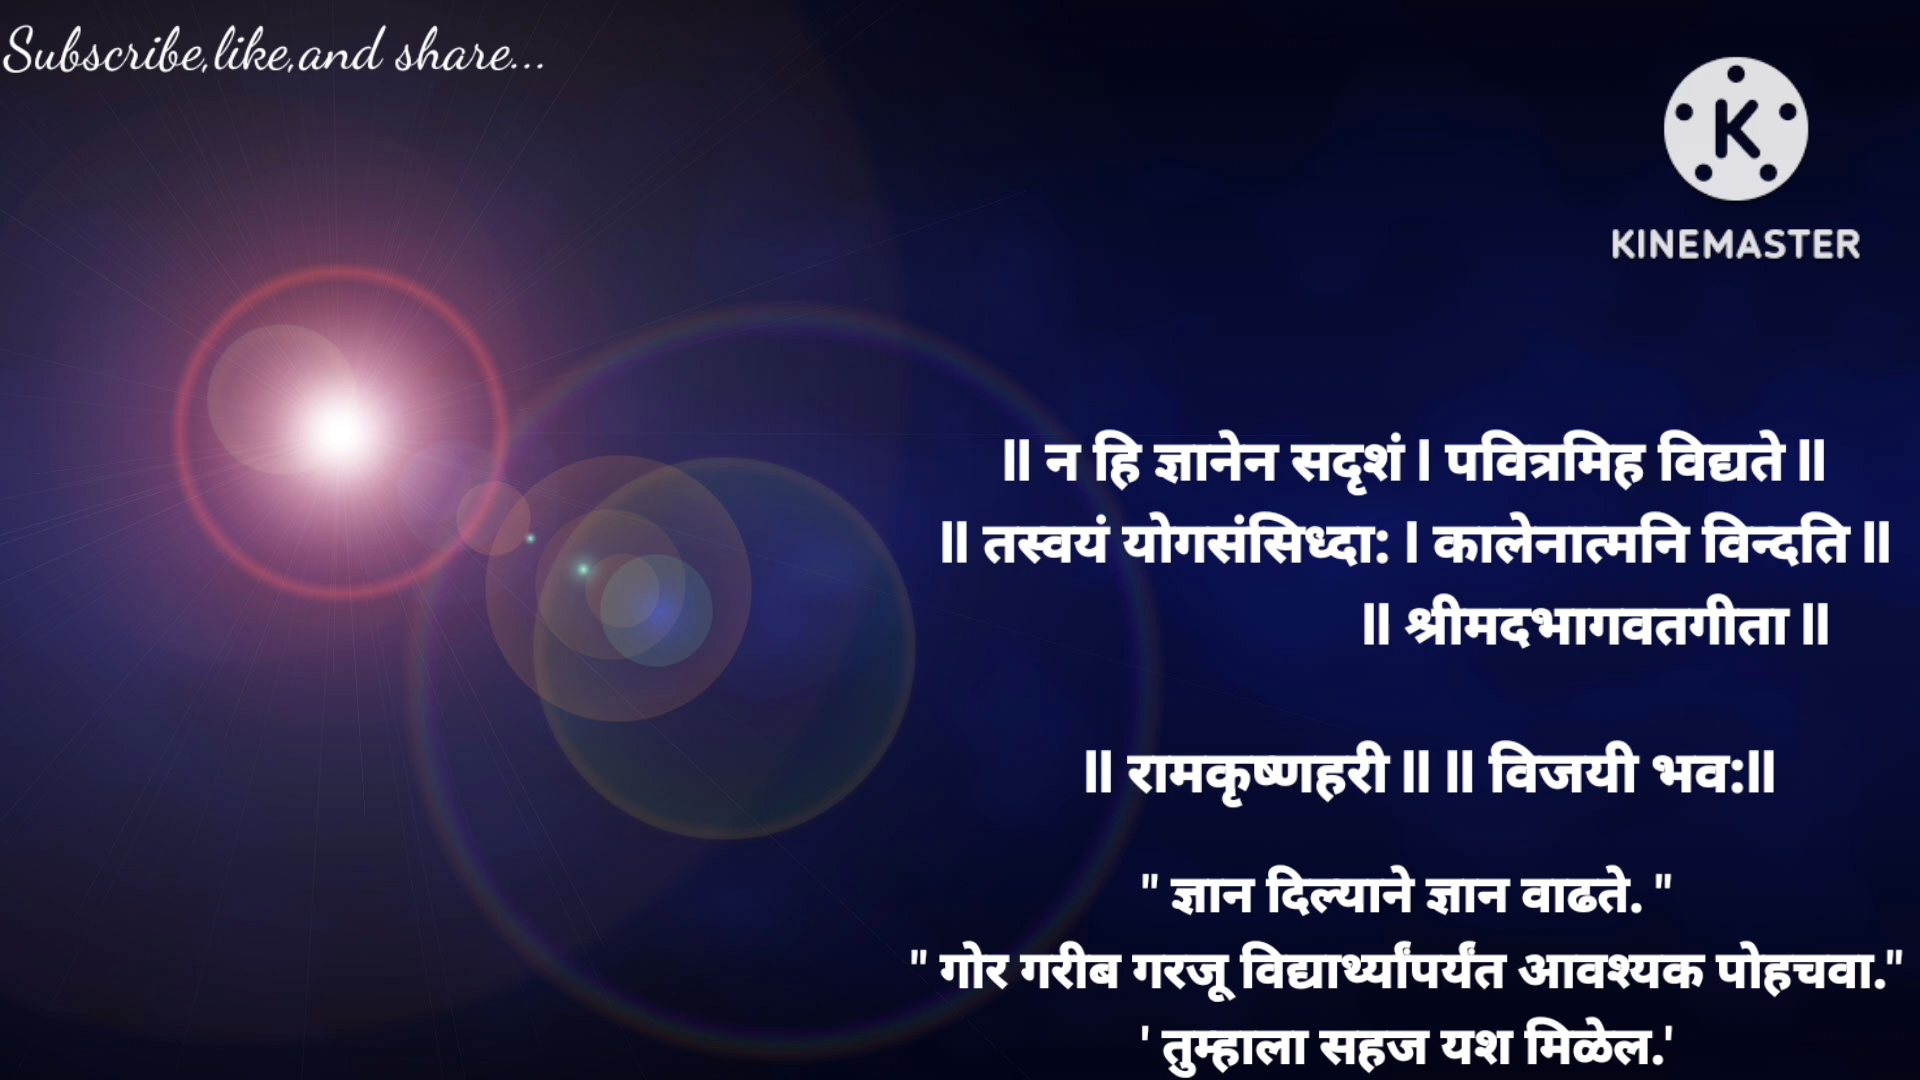 Subscribe,like,and share...
K
KINEMASTER
॥ न हि ज्ञानेन सदृशं । पवित्रमिह विद्यते ॥
॥ तस्वयं योगसंसिध्दा: । कालेनात्मनि विन्दति ॥
॥ श्रीमदभागवतगीता ॥
॥ रामकृष्णहरी ॥ ॥ विजयी भव:॥
" ज्ञान दिल्याने ज्ञान वाढते. "
" गोर गरीब गरजू विद्यार्थ्यांपर्यंत आवश्यक पोहचवा."
' तुम्हाला सहज यश मिळेल.'